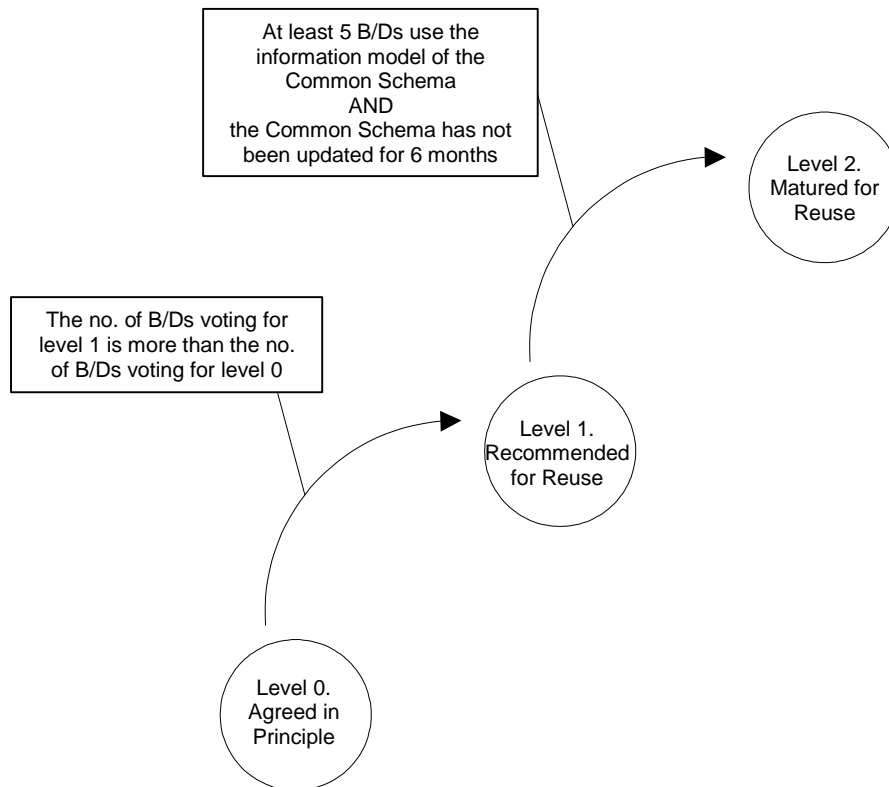 At least 5 B/Ds use the
information model of the
Common Schema
AND
the Common Schema has not
been updated for 6 months
Level 2.
Matured for
Reuse
The no. of B/Ds voting for
level 1 is more than the no.
of B/Ds voting for level 0
Level 1.
Recommended
for Reuse
Level 0.
Agreed in
Principle